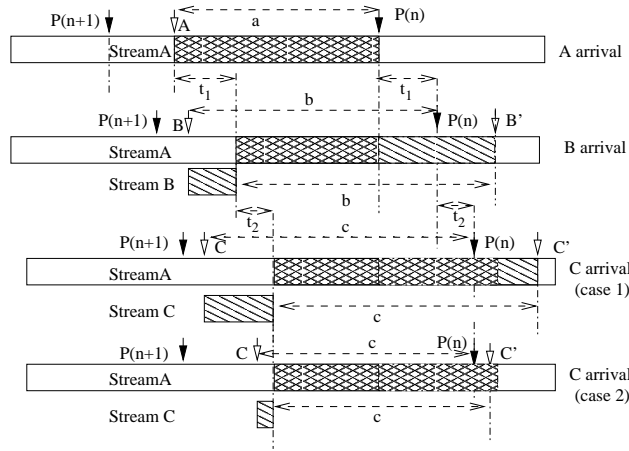 P(n+1) A a P(n)
StreamA A arrival
t1 t1
b
P(n+1) B P(n) B'
StreamA B arrival
Stream B b
t2 t2
P(n+1) C c P(n) C'
StreamA C arrival
(case 1)
Stream C c
P(n+1) C c P(n) C'
StreamA C arrival
(case 2)
Stream C c